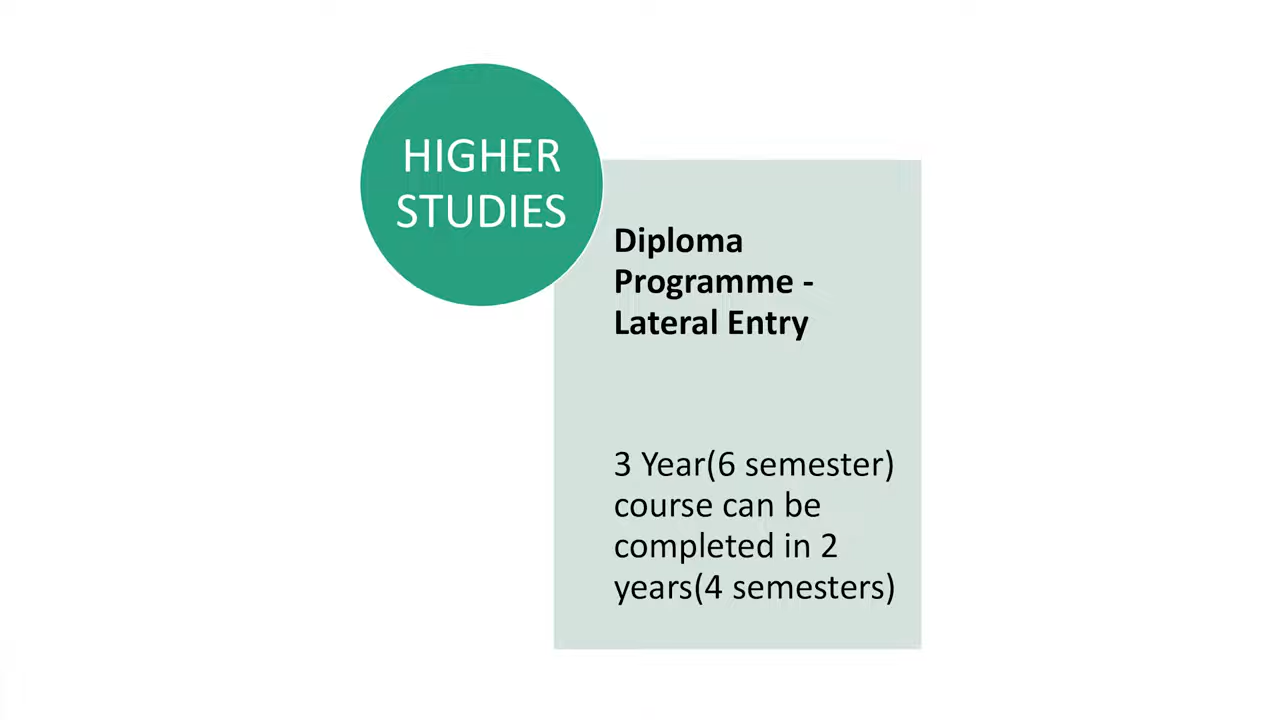 HIGHER
STUDIES
Diploma
Programme -
Lateral Entry
3 Year(6 semester)
course can be
completed in 2
years(4 semesters)